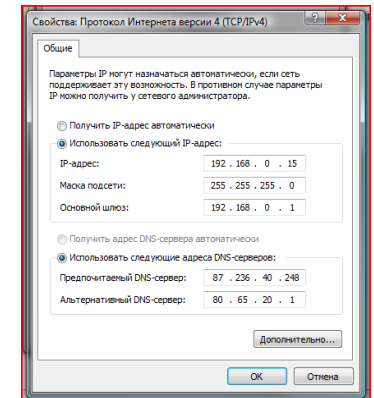 Свойства: Протокол Интернета версии 4 (TCP/IPv4)
Общие
Параметры IP могут назначаться автоматически, если сеть
поддерживает эту возможность. В противном случае параметры
IP можно получить у сетевого администратора.
Получить IP-адрес автоматически
Использовать следующий IP-адрес:
IP-адрес: 192 . 168 . 0 . 15
Маска подсети: 255 . 255 . 255 . 0
Основной шлюз: 192 . 168 . 0 . 1
Получить адрес DNS-сервера автоматически
Использовать следующие адреса DNS-серверов:
Предпочитаемый DNS-сервер: 87 . 236 . 40 . 248
Альтернативный DNS-сервер: 80 . 65 . 20 . 1
Дополнительно...
ОК Отмена